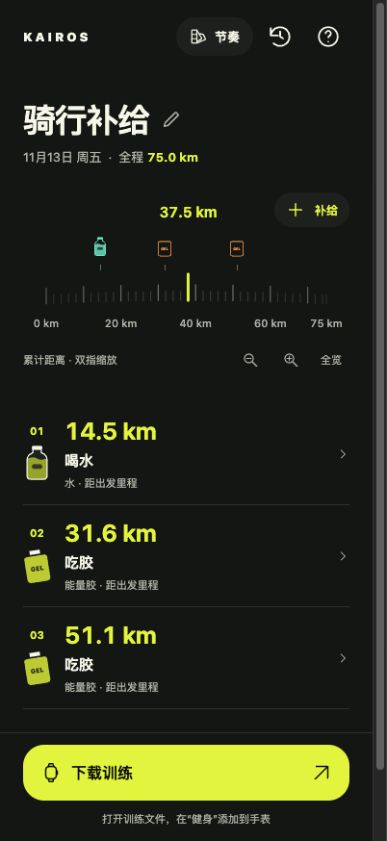 KAIROS
节奏
骑行补给
11月13日 周五 · 全程 75.0 km
37.5 km
补给
GEL
GEL
0 km 20 km 40 km 60 km 75 km
累计距离 · 双指缩放
全览
01
14.5 km
喝水
水 · 距出发里程
02
31.6 km
GEL
吃胶
能量胶 · 距出发里程
03
51.1 km
GEL
吃胶
能量胶 · 距出发里程
下载训练
打开训练文件，在“健身”添加到手表